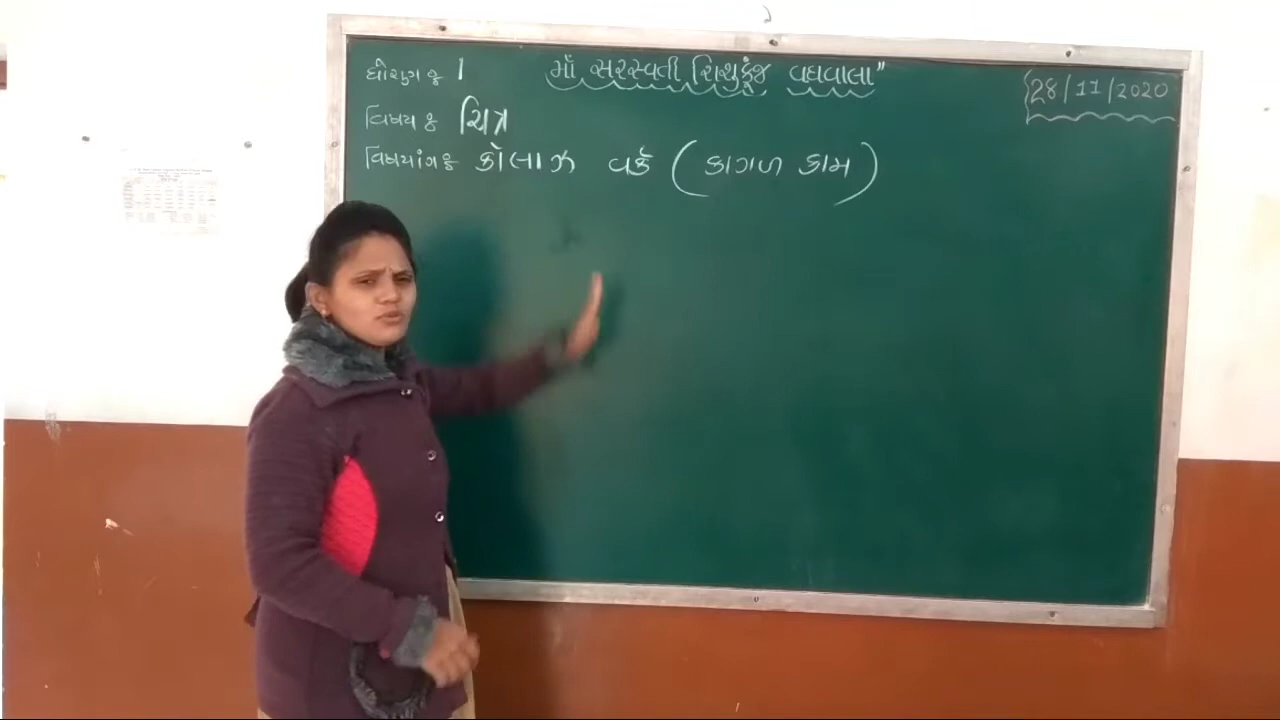 ધોરણ : 1 માઁ સરસ્વતી શિશુકુંજ વઘવાલા" 28/11/2020
વિષય : ચિત્ર
વિષયાંગ : કોલાઝ વર્ક ( કાગળ કામ )